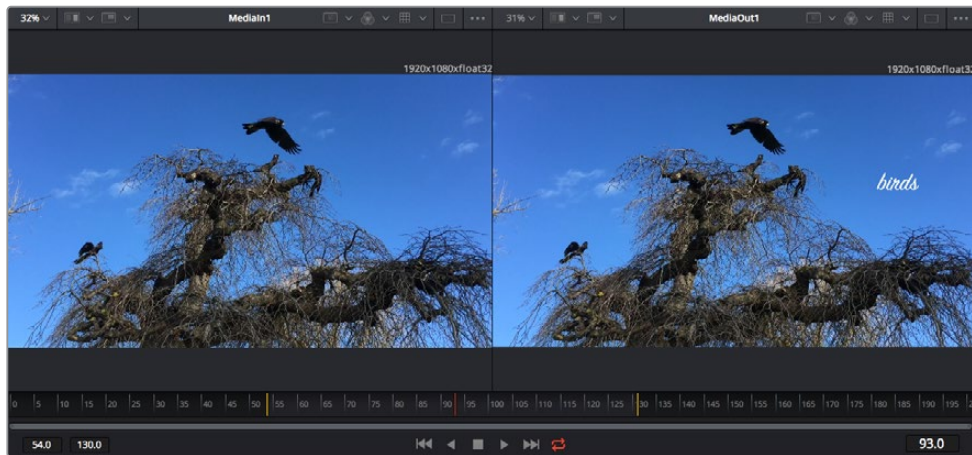 32% MediaIn1
31% MediaOut1
1920x1080xfloat32
1920x1080xfloat32
birds
0 5 10 15 20 25 30 35 40 45 50 55 60 65 70 75 80 85 90 95 100 105 110 115 120 125 30 135 140 145 150 155 160 165 170 175 180 185 190 195
54.0 130.0 93.0